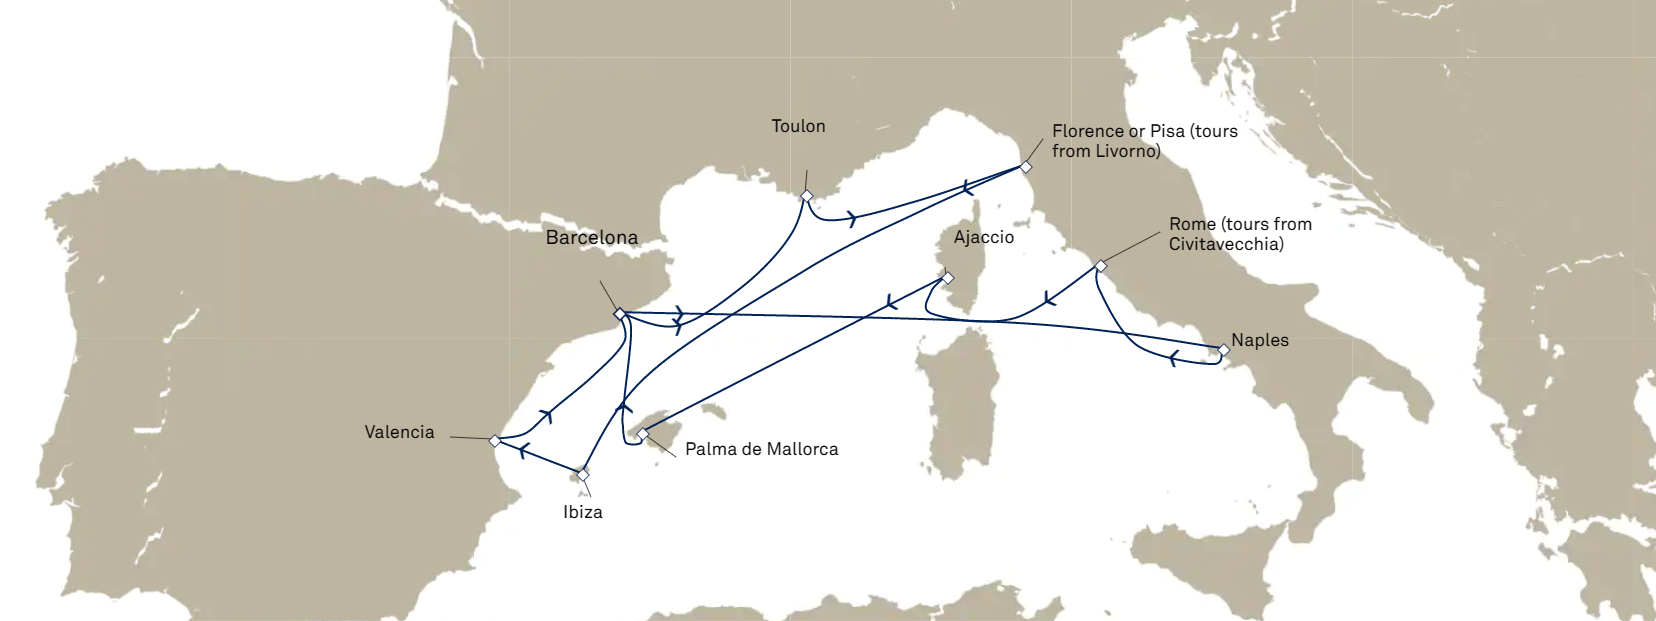 Toulon
Florence or Pisa (tours
from Livorno)
Barcelona
Ajaccio
Rome (tours from
Civitavecchia)
Naples
Valencia
Palma de Mallorca
Ibiza